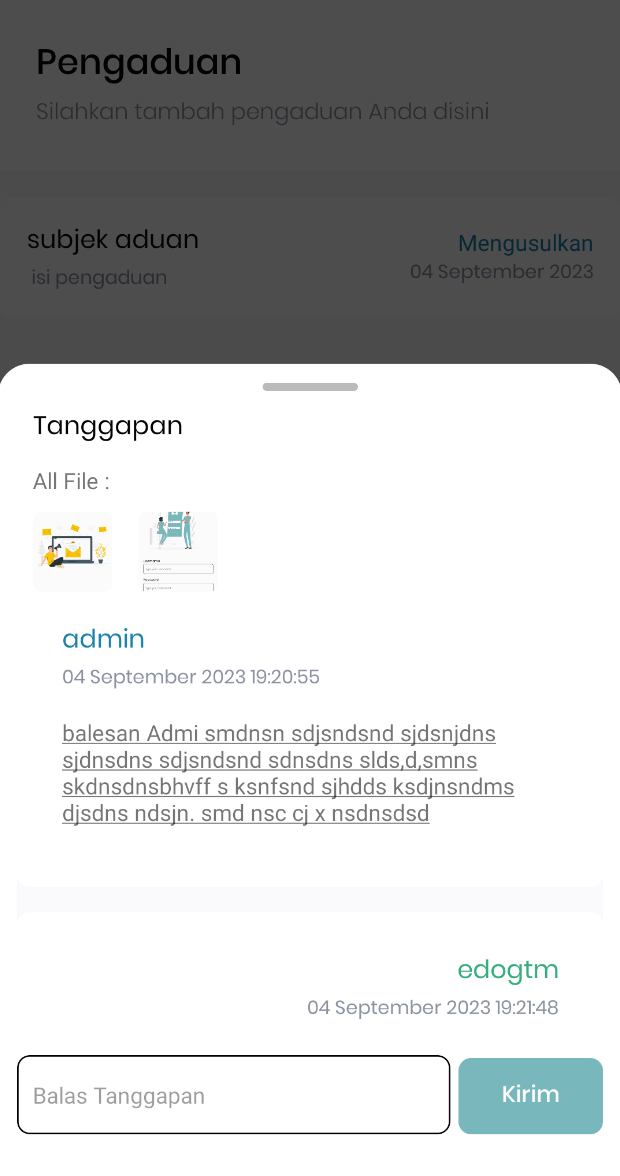 Pengaduan
Silahkan tambah pengaduan Anda disini
subjek aduan
Mengusulkan
isi pengaduan
04 September 2023
Tanggapan
All File :
admin
04 September 2023 19:20:55
balesan Admi smdnsn sdjsndsnd sjdsnjdns
sjdnsdns sdjsndsnd sdnsdns slds,d,smns
skdnsdnsbhvff s ksnfsnd sjhdds ksdjnsndms
djsdns ndsjn. smd nsc cj x nsdnsdsd
edogtm
04 September 2023 19:21:48
Balas Tanggapan
Kirim